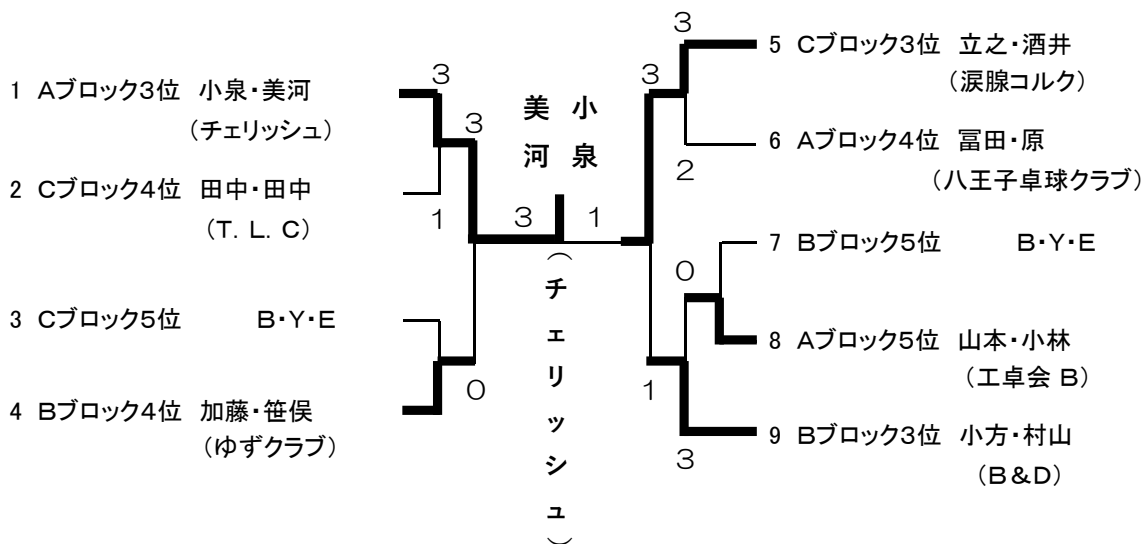 1 Aブロック3位 小泉・美河
(チェリッシュ)
2 Cブロック4位 田中・田中
(T. L. C)
3 Cブロック5位 B・Y・E
4 Bブロック4位 加藤・笹俣
(ゆずクラブ)
3
3
1
0
小泉
美河
3 1
(チェリッシュ)
3
3
2
0
1
3
5 Cブロック3位 立之・酒井
(涙腺コルク)
6 Aブロック4位 冨田・原
(八王子卓球クラブ)
7 Bブロック5位 B・Y・E
8 Aブロック5位 山本・小林
(工卓会 B)
9 Bブロック3位 小方・村山
(B&D)